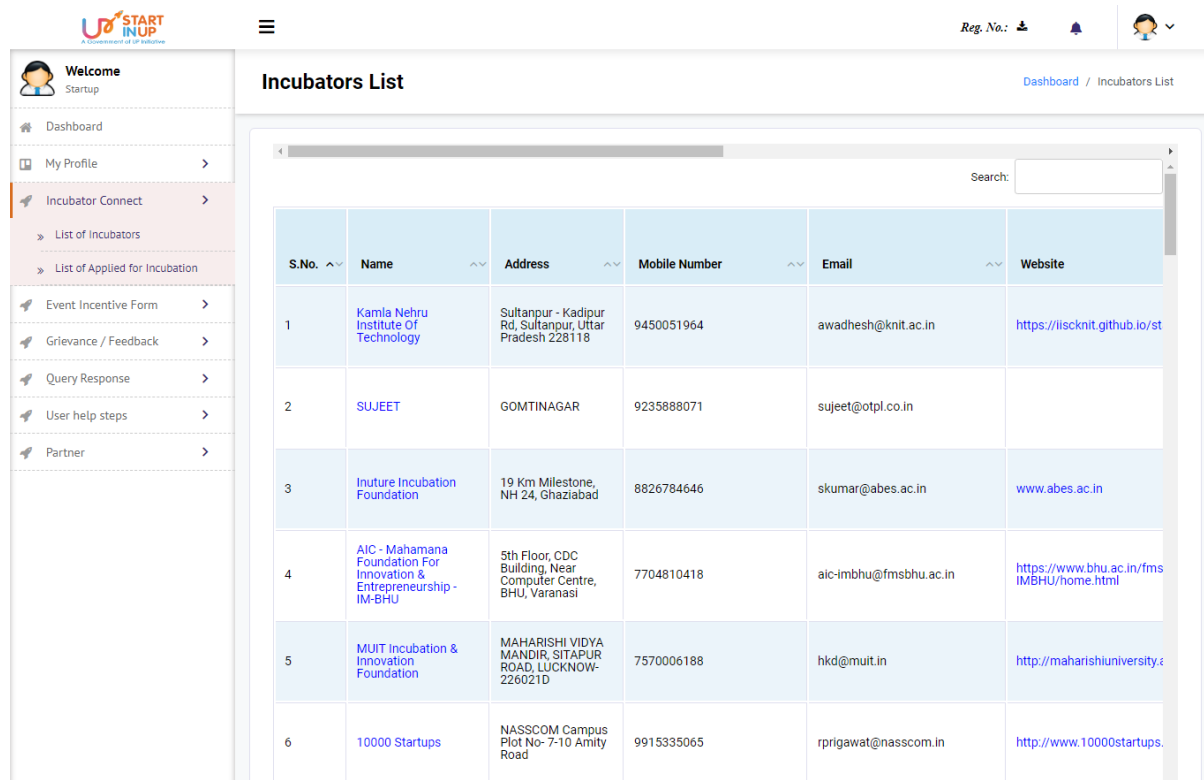 UP START
INUP
A Government of UP Initiative
Reg. No.:
Welcome
Startup
Dashboard
My Profile
Incubator Connect
List of Incubators
List of Applied for Incubation
Event Incentive Form
Grievance / Feedback
Query Response
User help steps
Partner
Incubators List
Dashboard / Incubators List
Search:
S.No. Name Address Mobile Number Email Website
1
Kamla Nehru
Institute Of
Technology
Sultanpur - Kadipur
Rd, Sultanpur, Uttar
Pradesh 228118
9450051964
awadhesh@knit.ac.in
https://iiscknit.github.io/st
2
SUJEET
GOMTINAGAR
9235888071
sujeet@otpl.co.in
3
Inuture Incubation
Foundation
19 Km Milestone,
NH 24, Ghaziabad
8826784646
skumar@abes.ac.in
www.abes.ac.in
4
AIC - Mahamana
Foundation For
Innovation &
Entrepreneurship -
IM-BHU
5th Floor, CDC
Building, Near
Computer Centre,
BHU, Varanasi
7704810418
aic-imbhu@fmsbhu.ac.in
https://www.bhu.ac.in/fms
IMBHU/home.html
5
MUIT Incubation &
Innovation
Foundation
MAHARISHI VIDYA
MANDIR, SITAPUR
ROAD, LUCKNOW-
226021D
7570006188
hkd@muit.in
http://maharishiuniversity.a
6
10000 Startups
NASSCOM Campus
Plot No- 7-10 Amity
Road
9915335065
rprigawat@nasscom.in
http://www.10000startups.